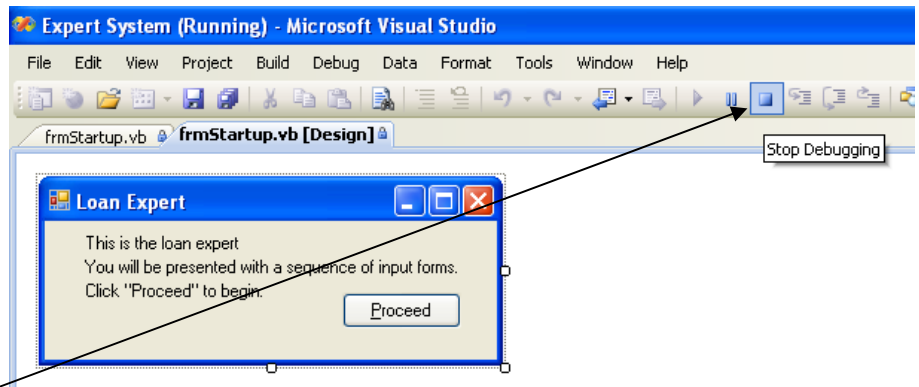 Expert System (Running) - Microsoft Visual Studio
File Edit View Project Build Debug Data Format Tools Window Help
frmStartup.vb frmStartup.vb [Design]
Stop Debugging
Loan Expert
This is the loan expert
You will be presented with a sequence of input forms.
Click "Proceed" to begin.
Proceed